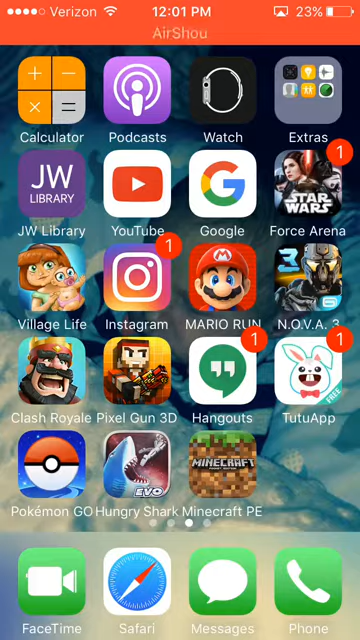 Verizon 12:01 PM 23%
AirShou
Calculator Podcasts Watch Extras
JW
LIBRARY
1
STAR
WARS
JW Library YouTube Google Force Arena
1
3
Village Life Instagram MARIO RUN N.O.V.A. 3
1 1
FREE
Clash Royale Pixel Gun 3D Hangouts TutuApp
EVO
MINECRAFT
Pokémon GO Hungry Shark Minecraft PE
FaceTime Safari Messages Phone